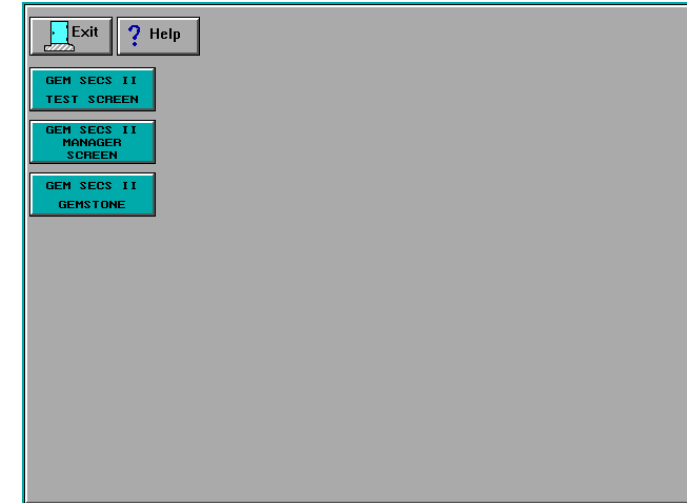 Exit
? Help
GEM SECS II
TEST SCREEN
GEM SECS II
MANAGER
SCREEN
GEM SECS II
GEMSTONE